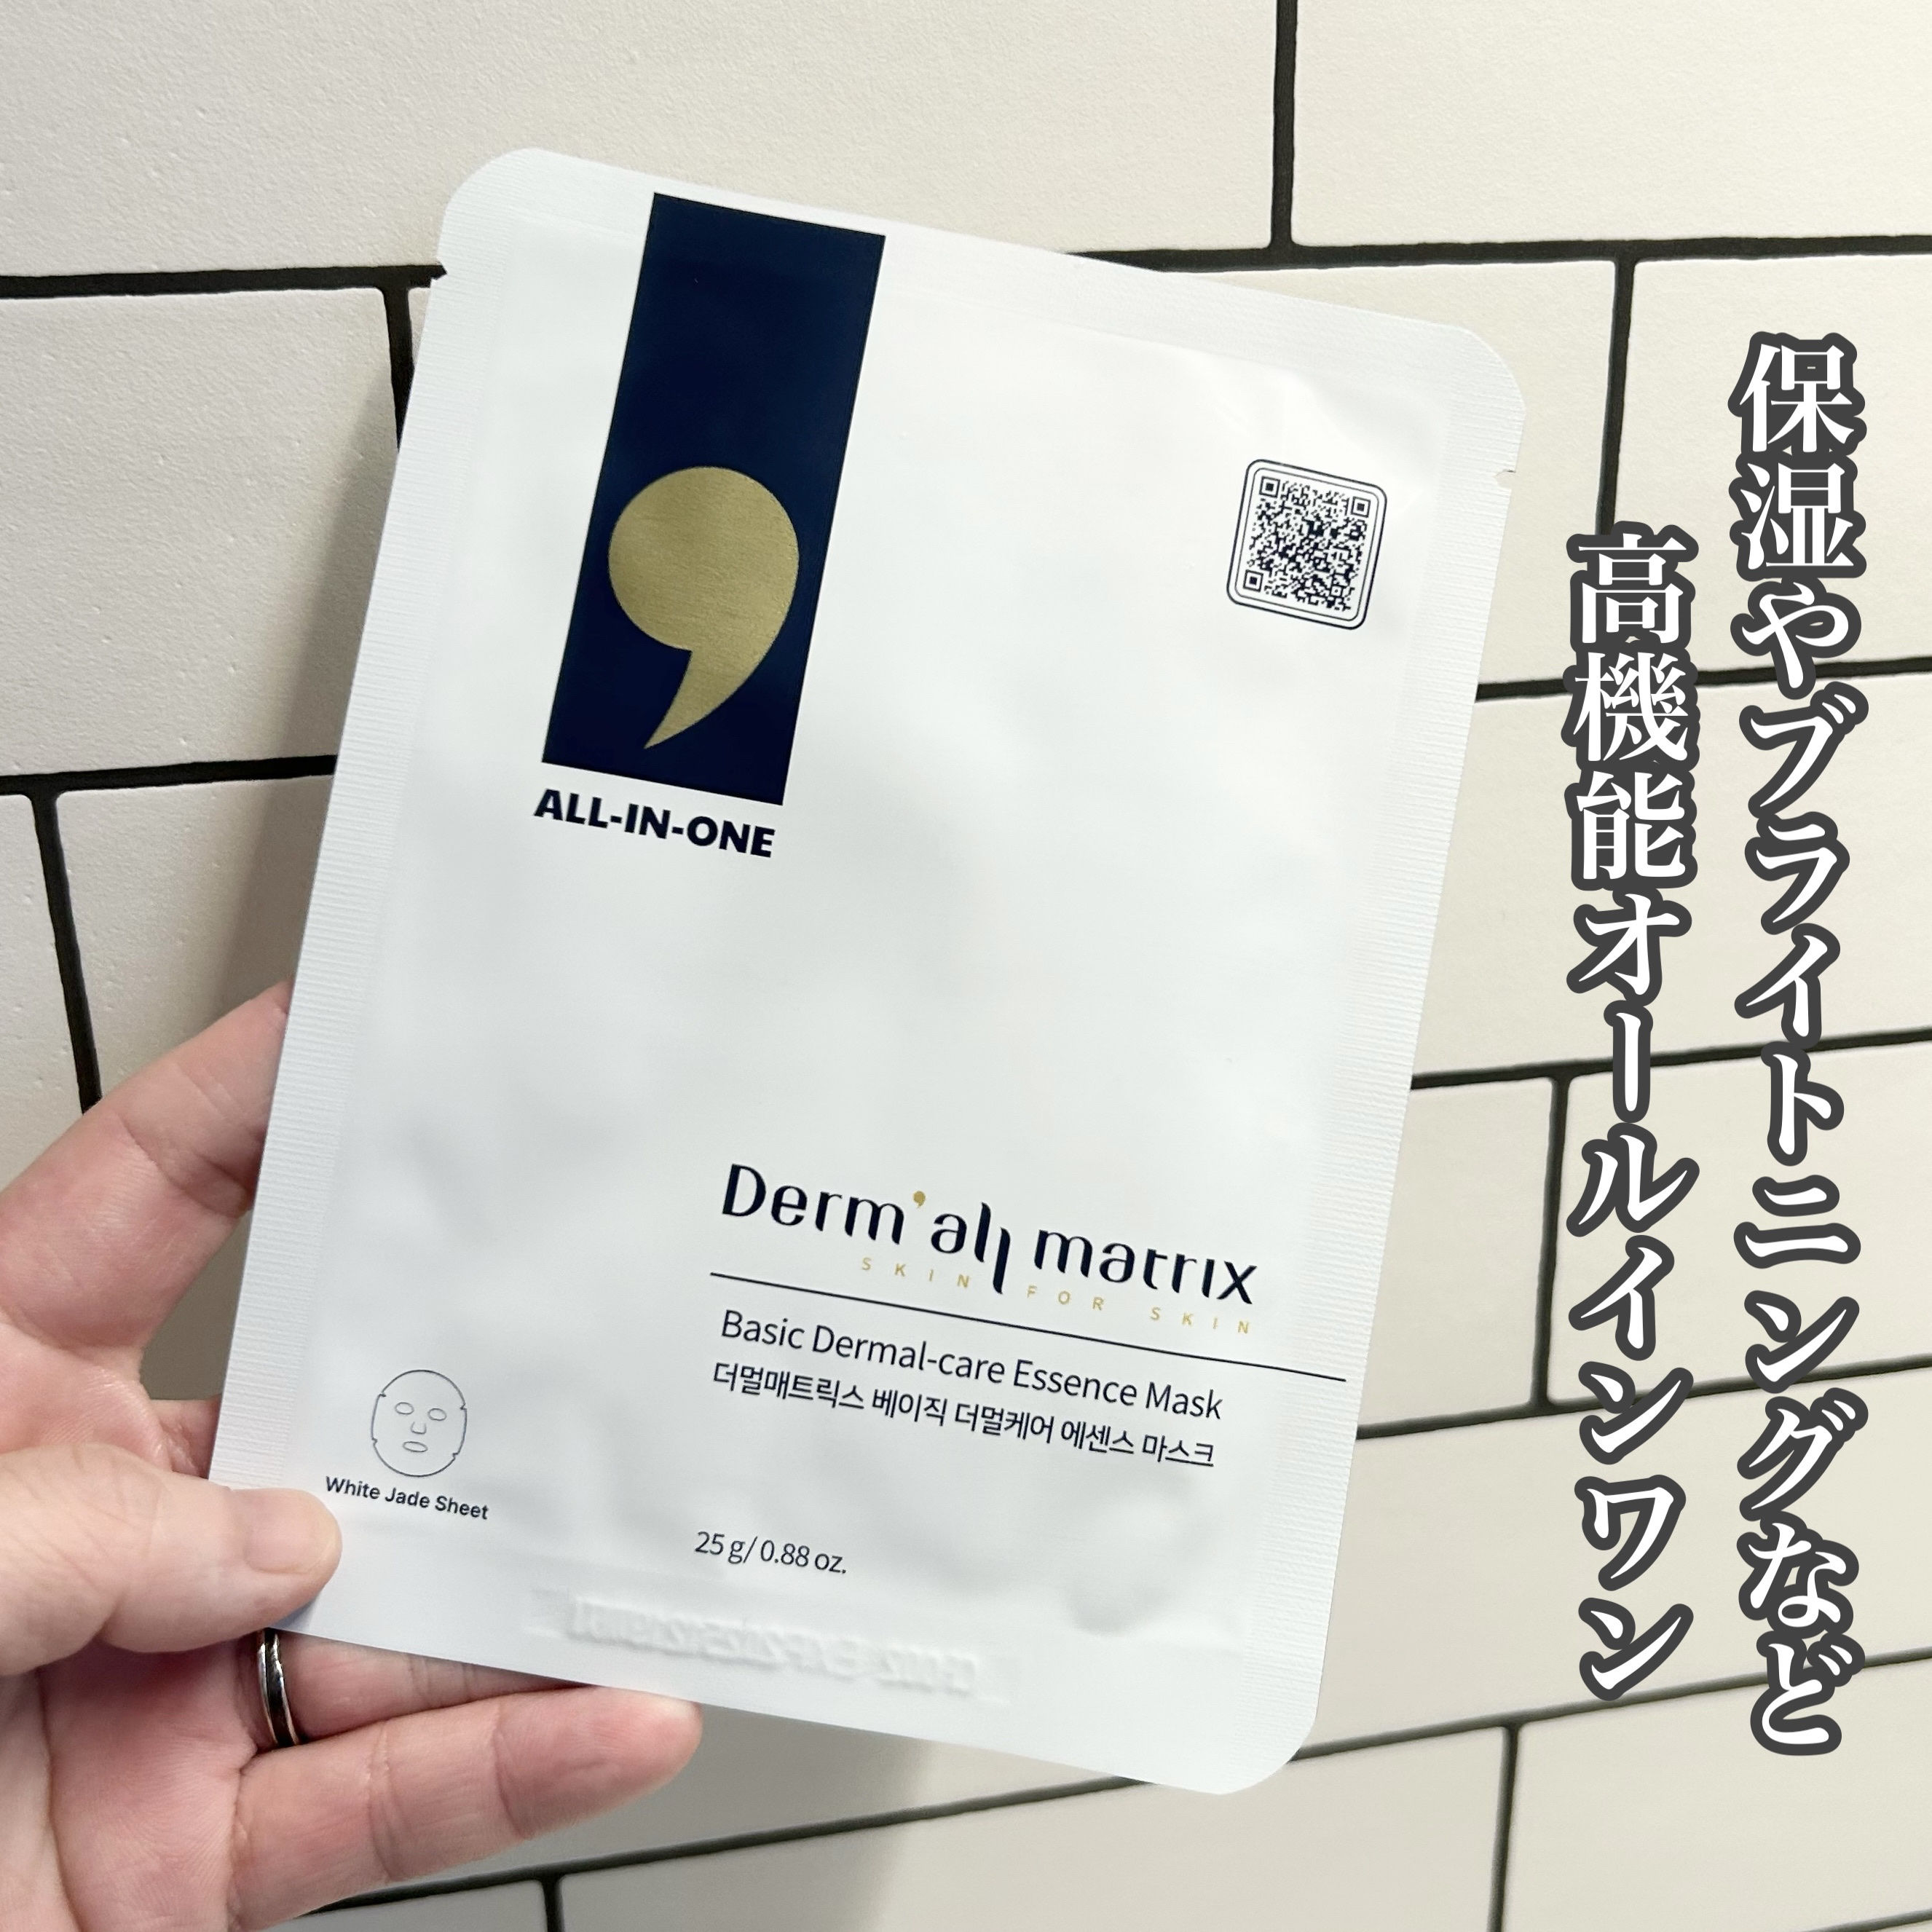 保湿やブライトニングなど
高機能オールインワン
ALL-IN-ONE
Derm'all matrix
SKIN FOR SKIN
Basic Dermal-care Essence Mask
더멀매트릭스 베이직 더멀케어 에센스 마스크
White Jade Sheet
25 g/ 0.88 oz.